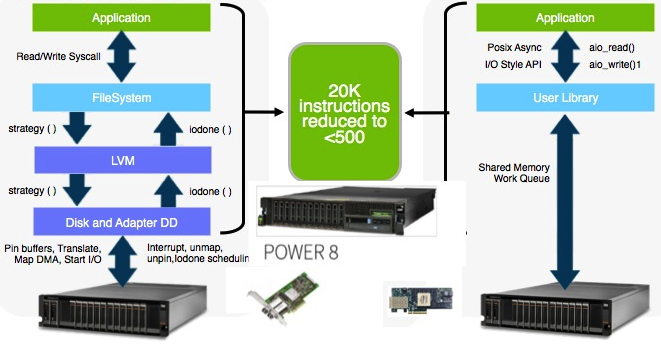 Application
Read/Write Syscall
FileSystem
strategy ( )
iodone ( )
LVM
strategy ( )
iodone ( )
Disk and Adapter DD
Pin buffers, Translate,
Map DMA, Start I/O
Interrupt, unmap,
unpin,Iodone schedulin
20K
instructions
reduced to
<500
POWER 8
Application
Posix Async
I/O Style API
aio_read()
aio_write()1
User Library
Shared Memory
Work Queue